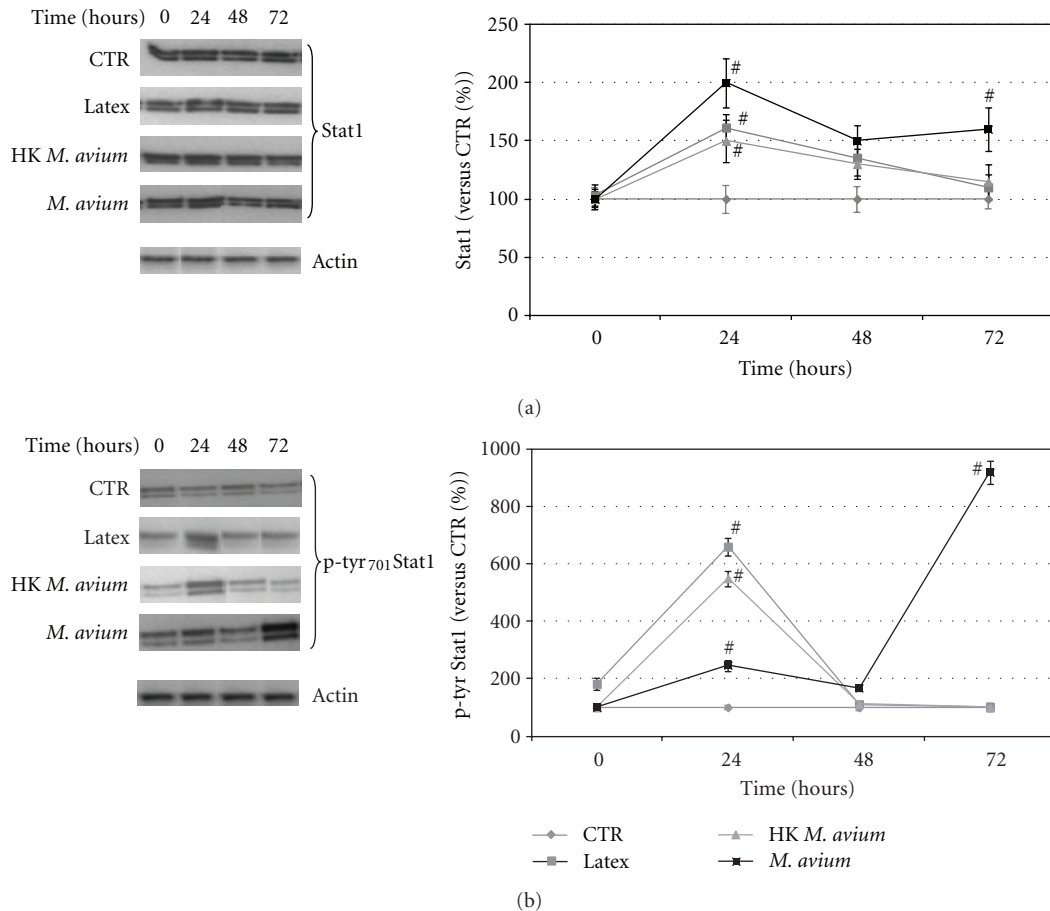 Time (hours) 0 24 48 72
CTR
Latex
HK M. avium
M. avium
Stat1
Actin
250
200
150
100
50
0
Stat1 (versus CTR (%))
#
#
#
#
0 24 48 72
Time (hours)
(a)
Time (hours) 0 24 48 72
CTR
Latex
HK M. avium
M. avium
p-tyr701Stat1
Actin
1000
800
600
400
200
0
p-tyr Stat1 (versus CTR (%))
#
#
#
#
0 24 48 72
Time (hours)
CTR
Latex
HK M. avium
M. avium
(b)